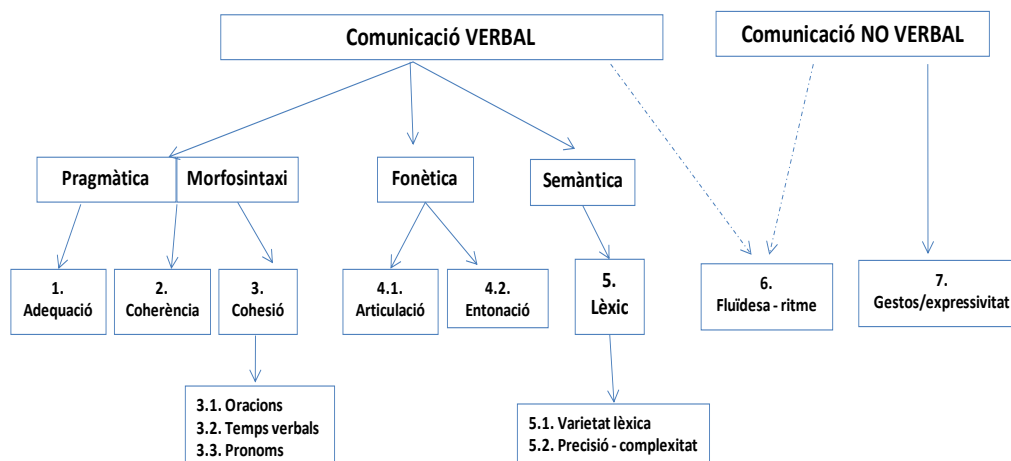 Comunicació VERBAL
Comunicació NO VERBAL
Pragmàtica
Morfosintaxi
Fonètica
Semàntica
1.
Adequació
2.
Coherència
3.
Cohesió
4.1.
Articulació
4.2.
Entonació
5.
Lèxic
6.
Fluïdesa - ritme
7.
Gestos/expressivitat
3.1. Oracions
3.2. Temps verbals
3.3. Pronoms
5.1. Varietat lèxica
5.2. Precisió - complexitat